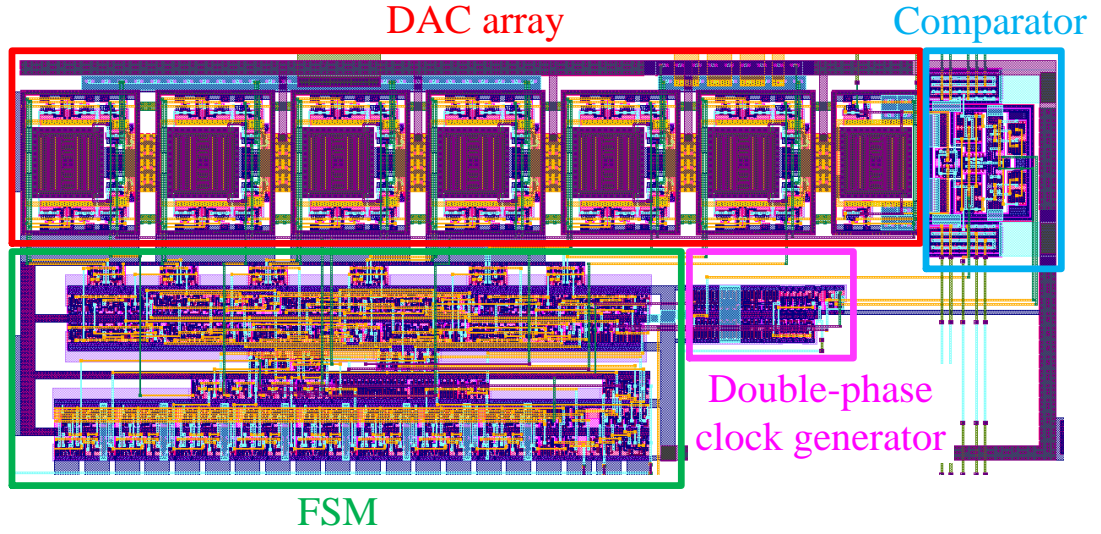 DAC array
Comparator
Double-phase
clock generator
FSM